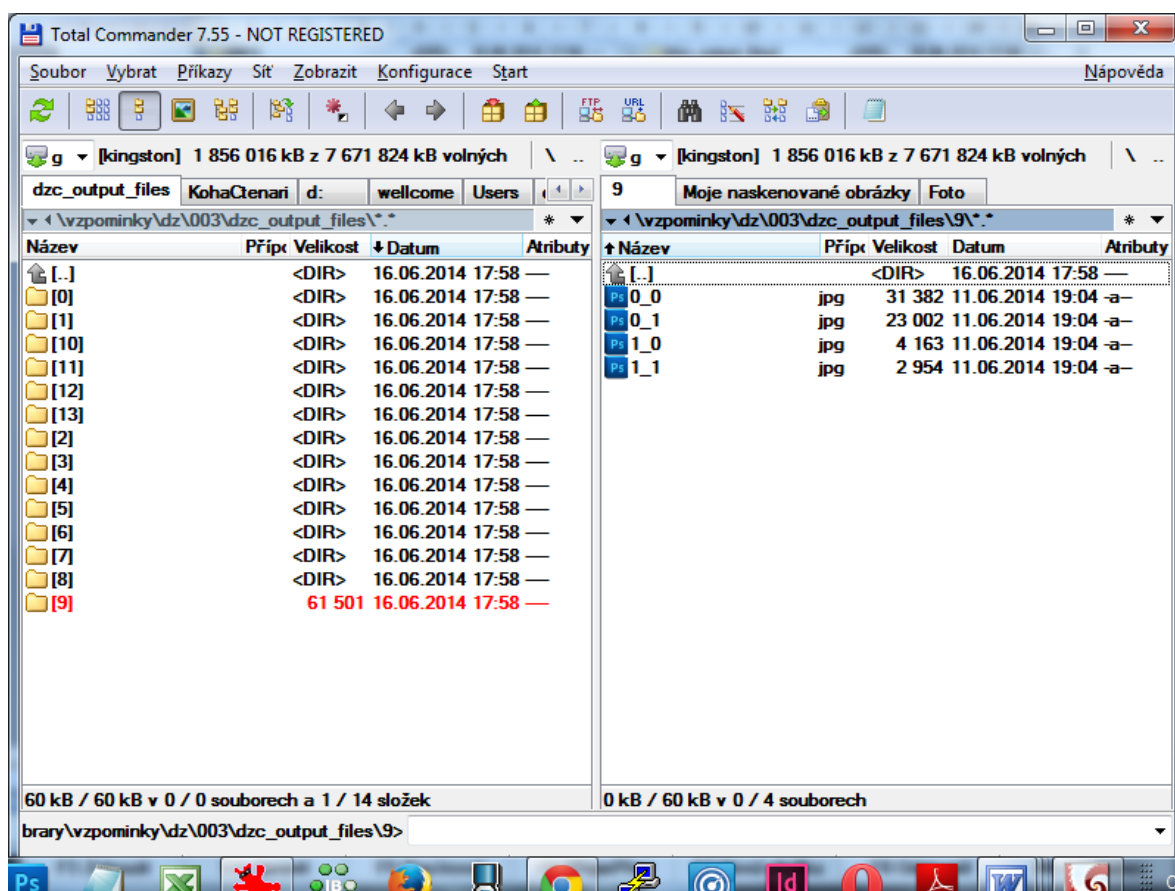 Total Commander 7.55 - NOT REGISTERED
Soubor Vybrat Příkazy Síť Zobrazit Konfigurace Start Nápověda
FTP URL
g [kingston] 1 856 016 kB z 7 671 824 kB volných \ ..
dzc_output_files KohaCtenari d: wellcome Users
\vzpominky\dz\003\dzc_output_files\*.* * 
Název Přípc Velikost Datum Atributy
[..] <DIR> 16.06.2014 17:58 ----
[0] <DIR> 16.06.2014 17:58 ----
[1] <DIR> 16.06.2014 17:58 ----
[10] <DIR> 16.06.2014 17:58 ----
[11] <DIR> 16.06.2014 17:58 ----
[12] <DIR> 16.06.2014 17:58 ----
[13] <DIR> 16.06.2014 17:58 ----
[2] <DIR> 16.06.2014 17:58 ----
[3] <DIR> 16.06.2014 17:58 ----
[4] <DIR> 16.06.2014 17:58 ----
[5] <DIR> 16.06.2014 17:58 ----
[6] <DIR> 16.06.2014 17:58 ----
[7] <DIR> 16.06.2014 17:58 ----
[8] <DIR> 16.06.2014 17:58 ----
[9] 61 501 16.06.2014 17:58 ----
60 kB / 60 kB v 0 / 0 souborech a 1 / 14 složek
g [kingston] 1 856 016 kB z 7 671 824 kB volných \ ..
9 Moje naskenované obrázky Foto
\vzpominky\dz\003\dzc_output_files\9\*.* *
Název Přípc Velikost Datum Atributy
[..] <DIR> 16.06.2014 17:58 ----
Ps 0_0 jpg 31 382 11.06.2014 19:04 -a--
Ps 0_1 jpg 23 002 11.06.2014 19:04 -a--
Ps 1_0 jpg 4 163 11.06.2014 19:04 -a--
Ps 1_1 jpg 2 954 11.06.2014 19:04 -a--
0 kB / 60 kB v 0 / 4 souborech
brary\vzpominky\dz\003\dzc_output_files\9>
Ps IBO Id W